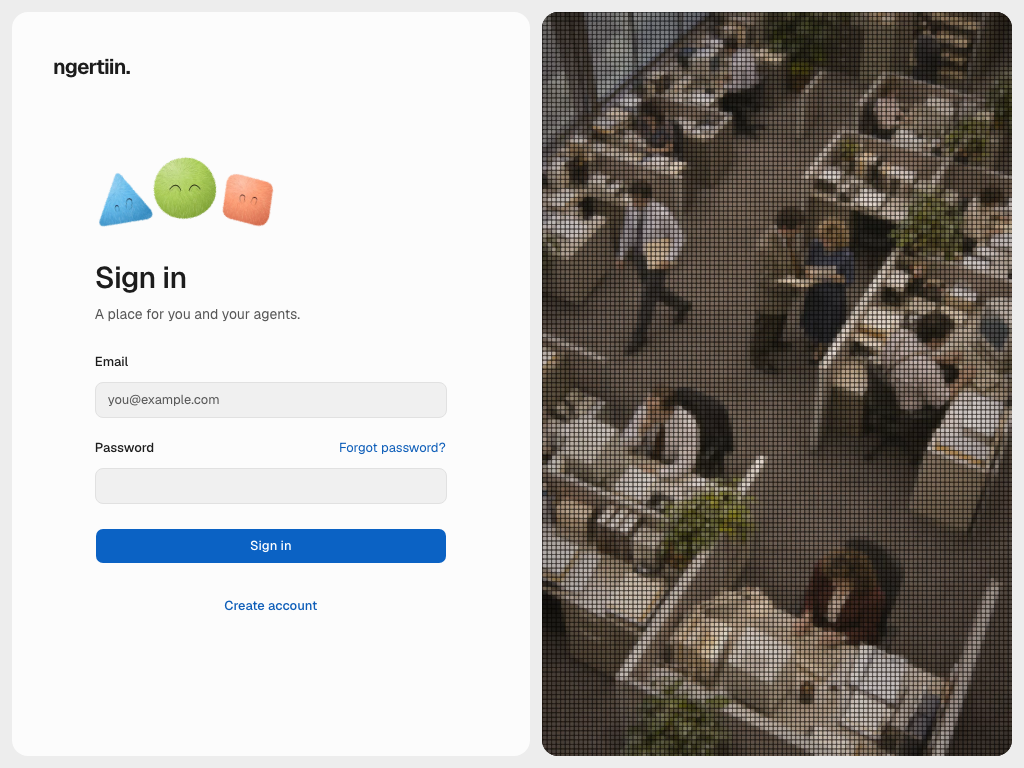 ngertiin.
Sign in
A place for you and your agents.
Email
you@example.com
Password Forgot password?
Sign in
Create account